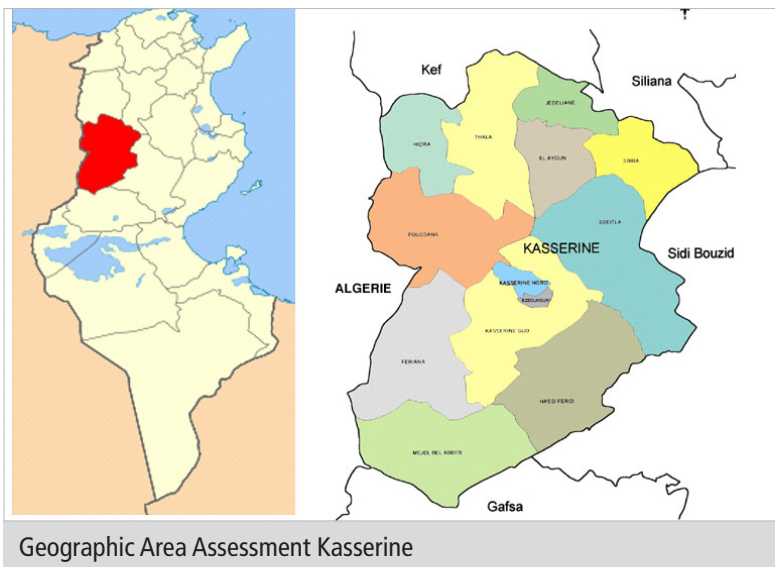 Kef
Siliana
JEDELIANE
HIDRA
THALA
EL AYOUN
SBIBA
SBEITLA
FOUSSANA
KASSERINE
Sidi Bouzid
ALGERIE
KASSERINE NORD
EZZOUHOUR
KASSERINE SUD
FERIANA
HASSI FERID
MEJEL BEL ABBES
Gafsa
Geographic Area Assessment Kasserine